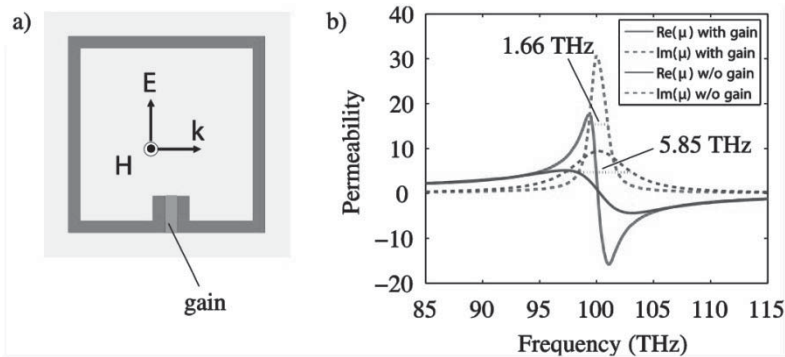 a)
E
k
H
gain
b)
40
30
20
10
0
−10
−20
Permeability
1.66 THz
5.85 THz
Re(μ) with gain
Im(μ) with gain
Re(μ) w/o gain
Im(μ) w/o gain
85 90 95 100 105 110 115
Frequency (THz)